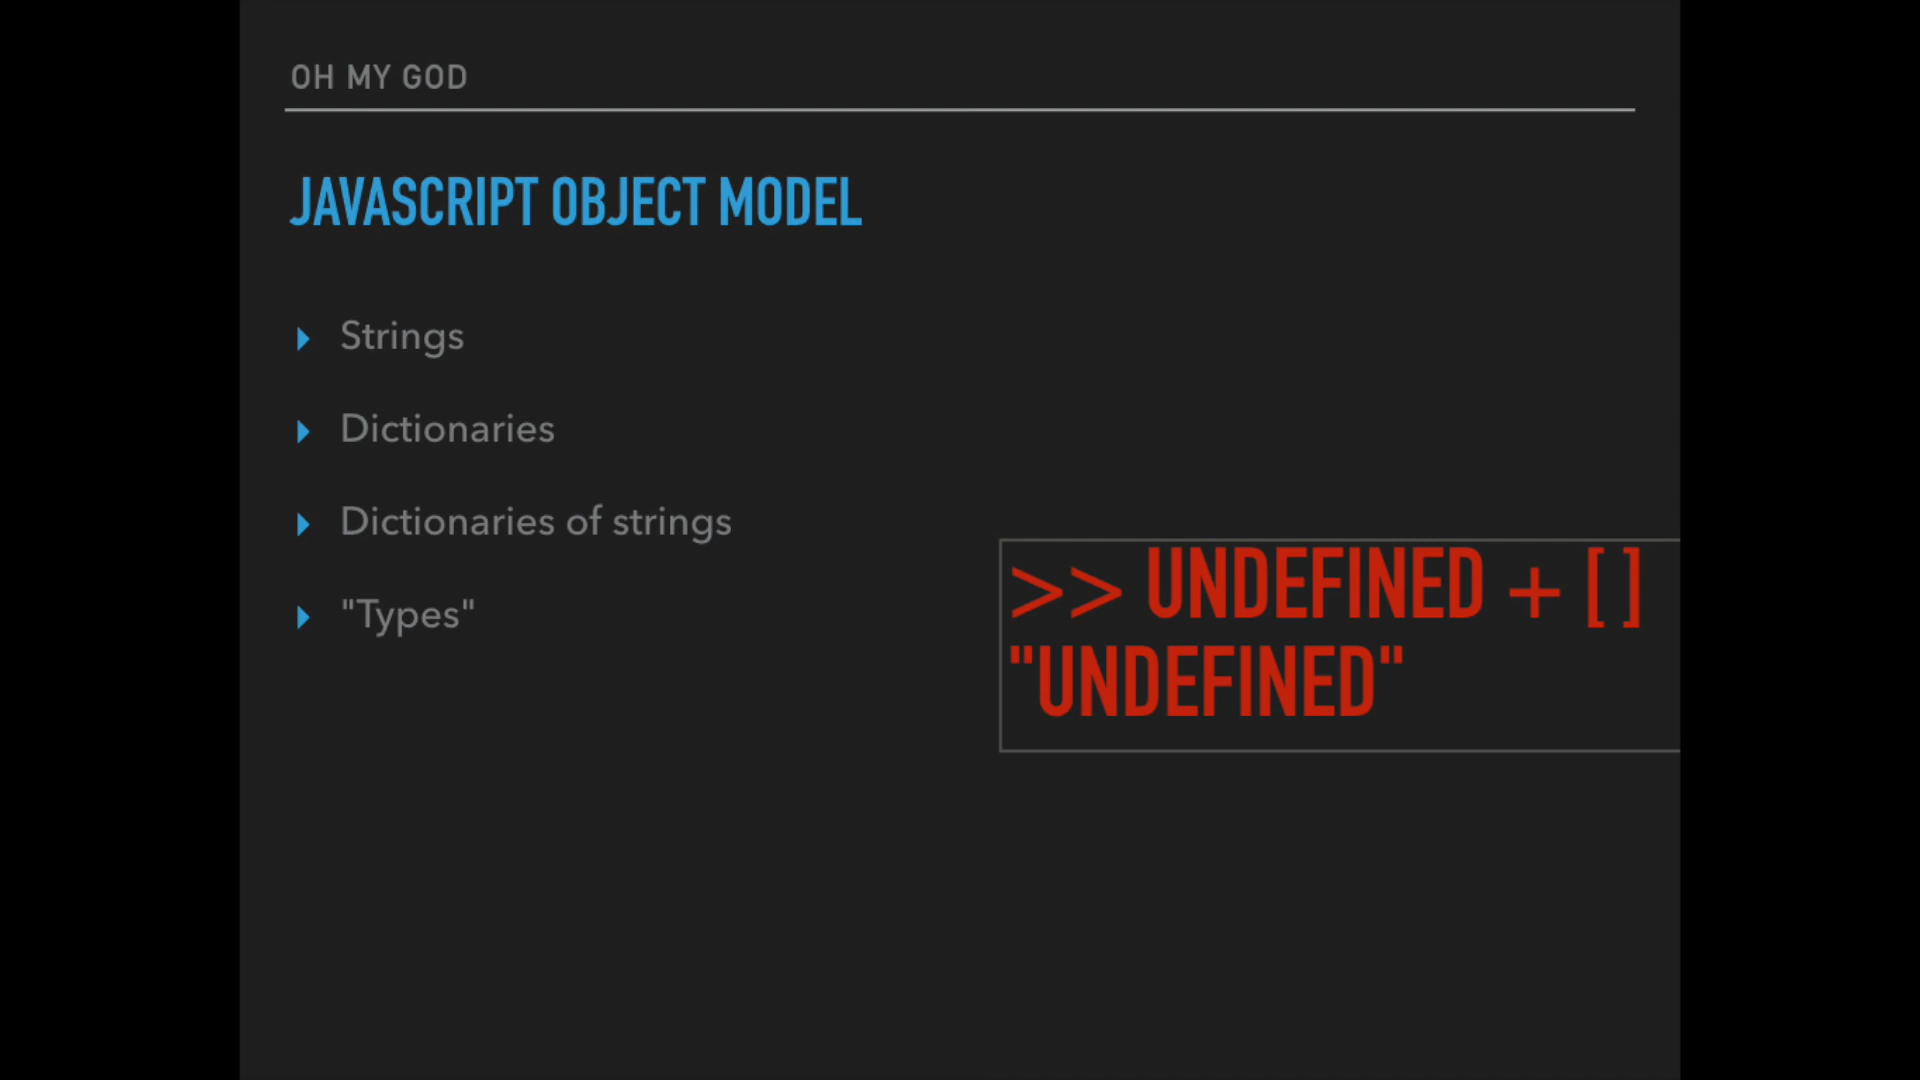 OH MY GOD
JAVASCRIPT OBJECT MODEL
Strings
Dictionaries
Dictionaries of strings
"Types"
>> UNDEFINED + [ ]
"UNDEFINED"